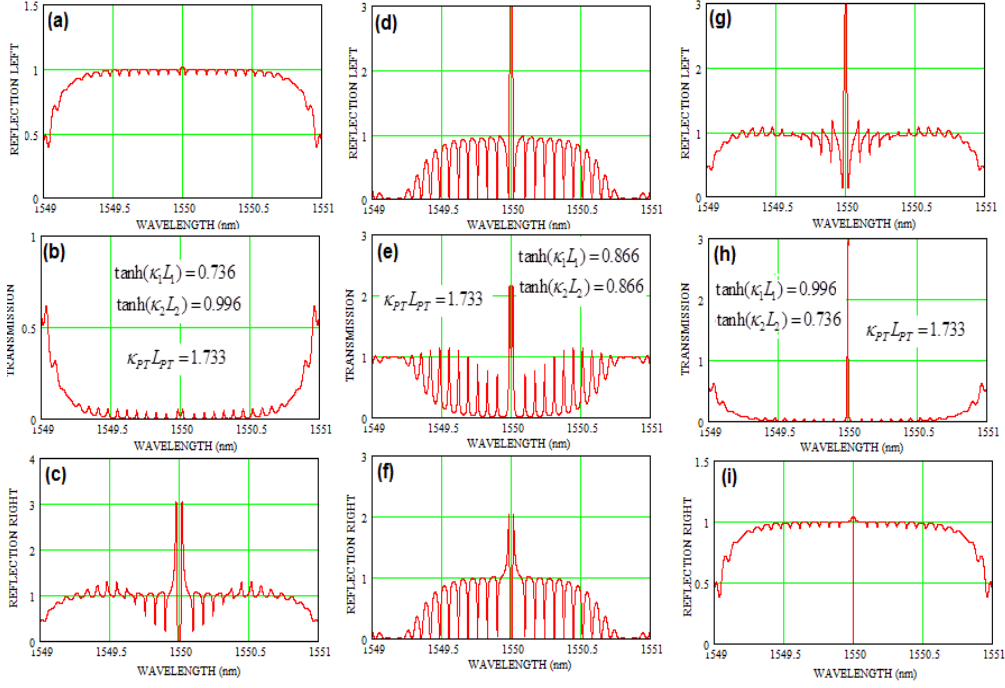 (a)
1.5
1
0.5
0
REFLECTION LEFT
1549 1549.5 1550 1550.5 1551
WAVELENGTH (nm)
(d)
3
2
1
0
REFLECTION LEFT
1549 1549.5 1550 1550.5 1551
WAVELENGTH (nm)
(g)
3
2
1
0
REFLECTION LEFT
1549 1549.5 1550 1550.5 1551
WAVELENGTH (nm)
(b)
1
0.5
0
TRANSMISSION
tanh(κ₁L₁) = 0.736
tanh(κ₂L₂) = 0.996
κ_PT L_PT = 1.733
1549 1549.5 1550 1550.5 1551
WAVELENGTH (nm)
(e)
3
2
1
0
TRANSMISSION
tanh(κ₁L₁) = 0.866
tanh(κ₂L₂) = 0.866
κ_PT L_PT = 1.733
1549 1549.5 1550 1550.5 1551
WAVELENGTH (nm)
(h)
3
2
1
0
TRANSMISSION
tanh(κ₁L₁) = 0.996
tanh(κ₂L₂) = 0.736
κ_PT L_PT = 1.733
1549 1549.5 1550 1550.5 1551
WAVELENGTH (nm)
(c)
4
3
2
1
0
REFLECTION RIGHT
1549 1549.5 1550 1550.5 1551
WAVELENGTH (nm)
(f)
3
2
1
0
REFLECTION RIGHT
1549 1549.5 1550 1550.5 1551
WAVELENGTH (nm)
(i)
1.5
1
0.5
0
REFLECTION RIGHT
1549 1549.5 1550 1550.5 1551
WAVELENGTH (nm)